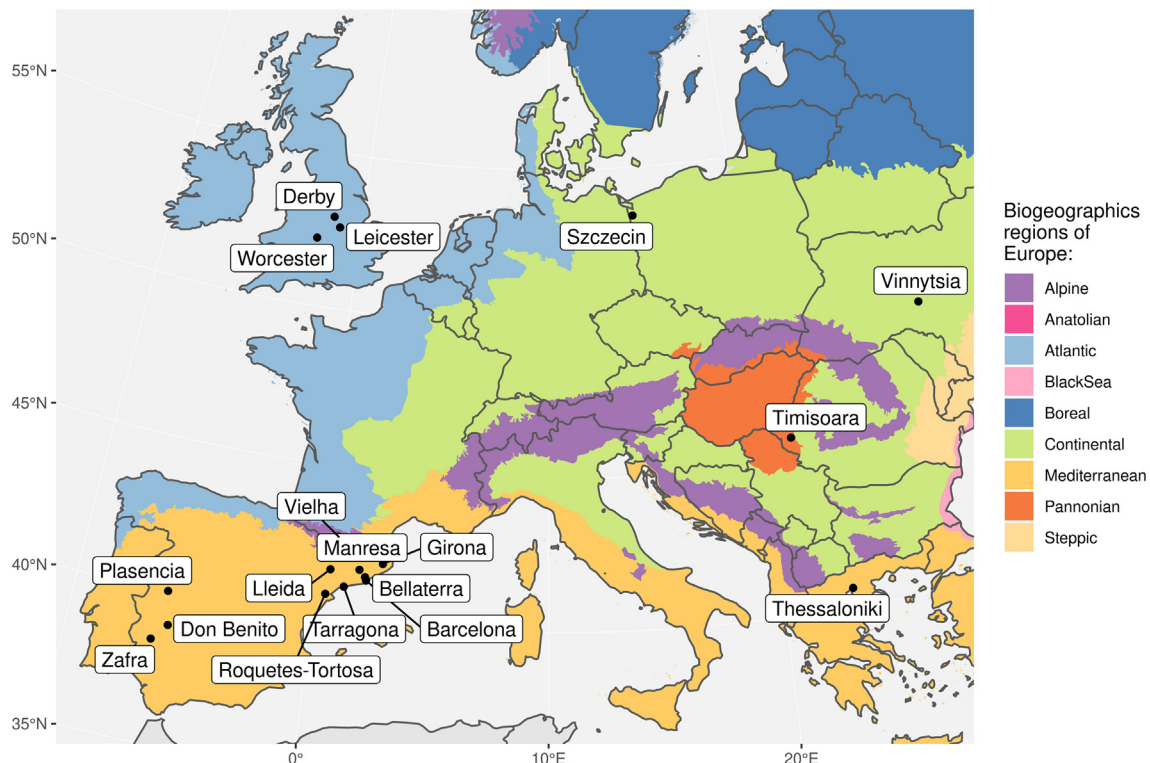 55°N
50°N
45°N
40°N
35°N
0°
10°E
20°E
Derby
Leicester
Worcester
Szczecin
Vinnytsia
Timisoara
Vielha
Manresa
Girona
Plasencia
Lleida
Bellaterra
Don Benito
Tarragona
Barcelona
Zafra
Roquetes-Tortosa
Thessaloniki
Biogeographics
regions of
Europe:
Alpine
Anatolian
Atlantic
BlackSea
Boreal
Continental
Mediterranean
Pannonian
Steppic